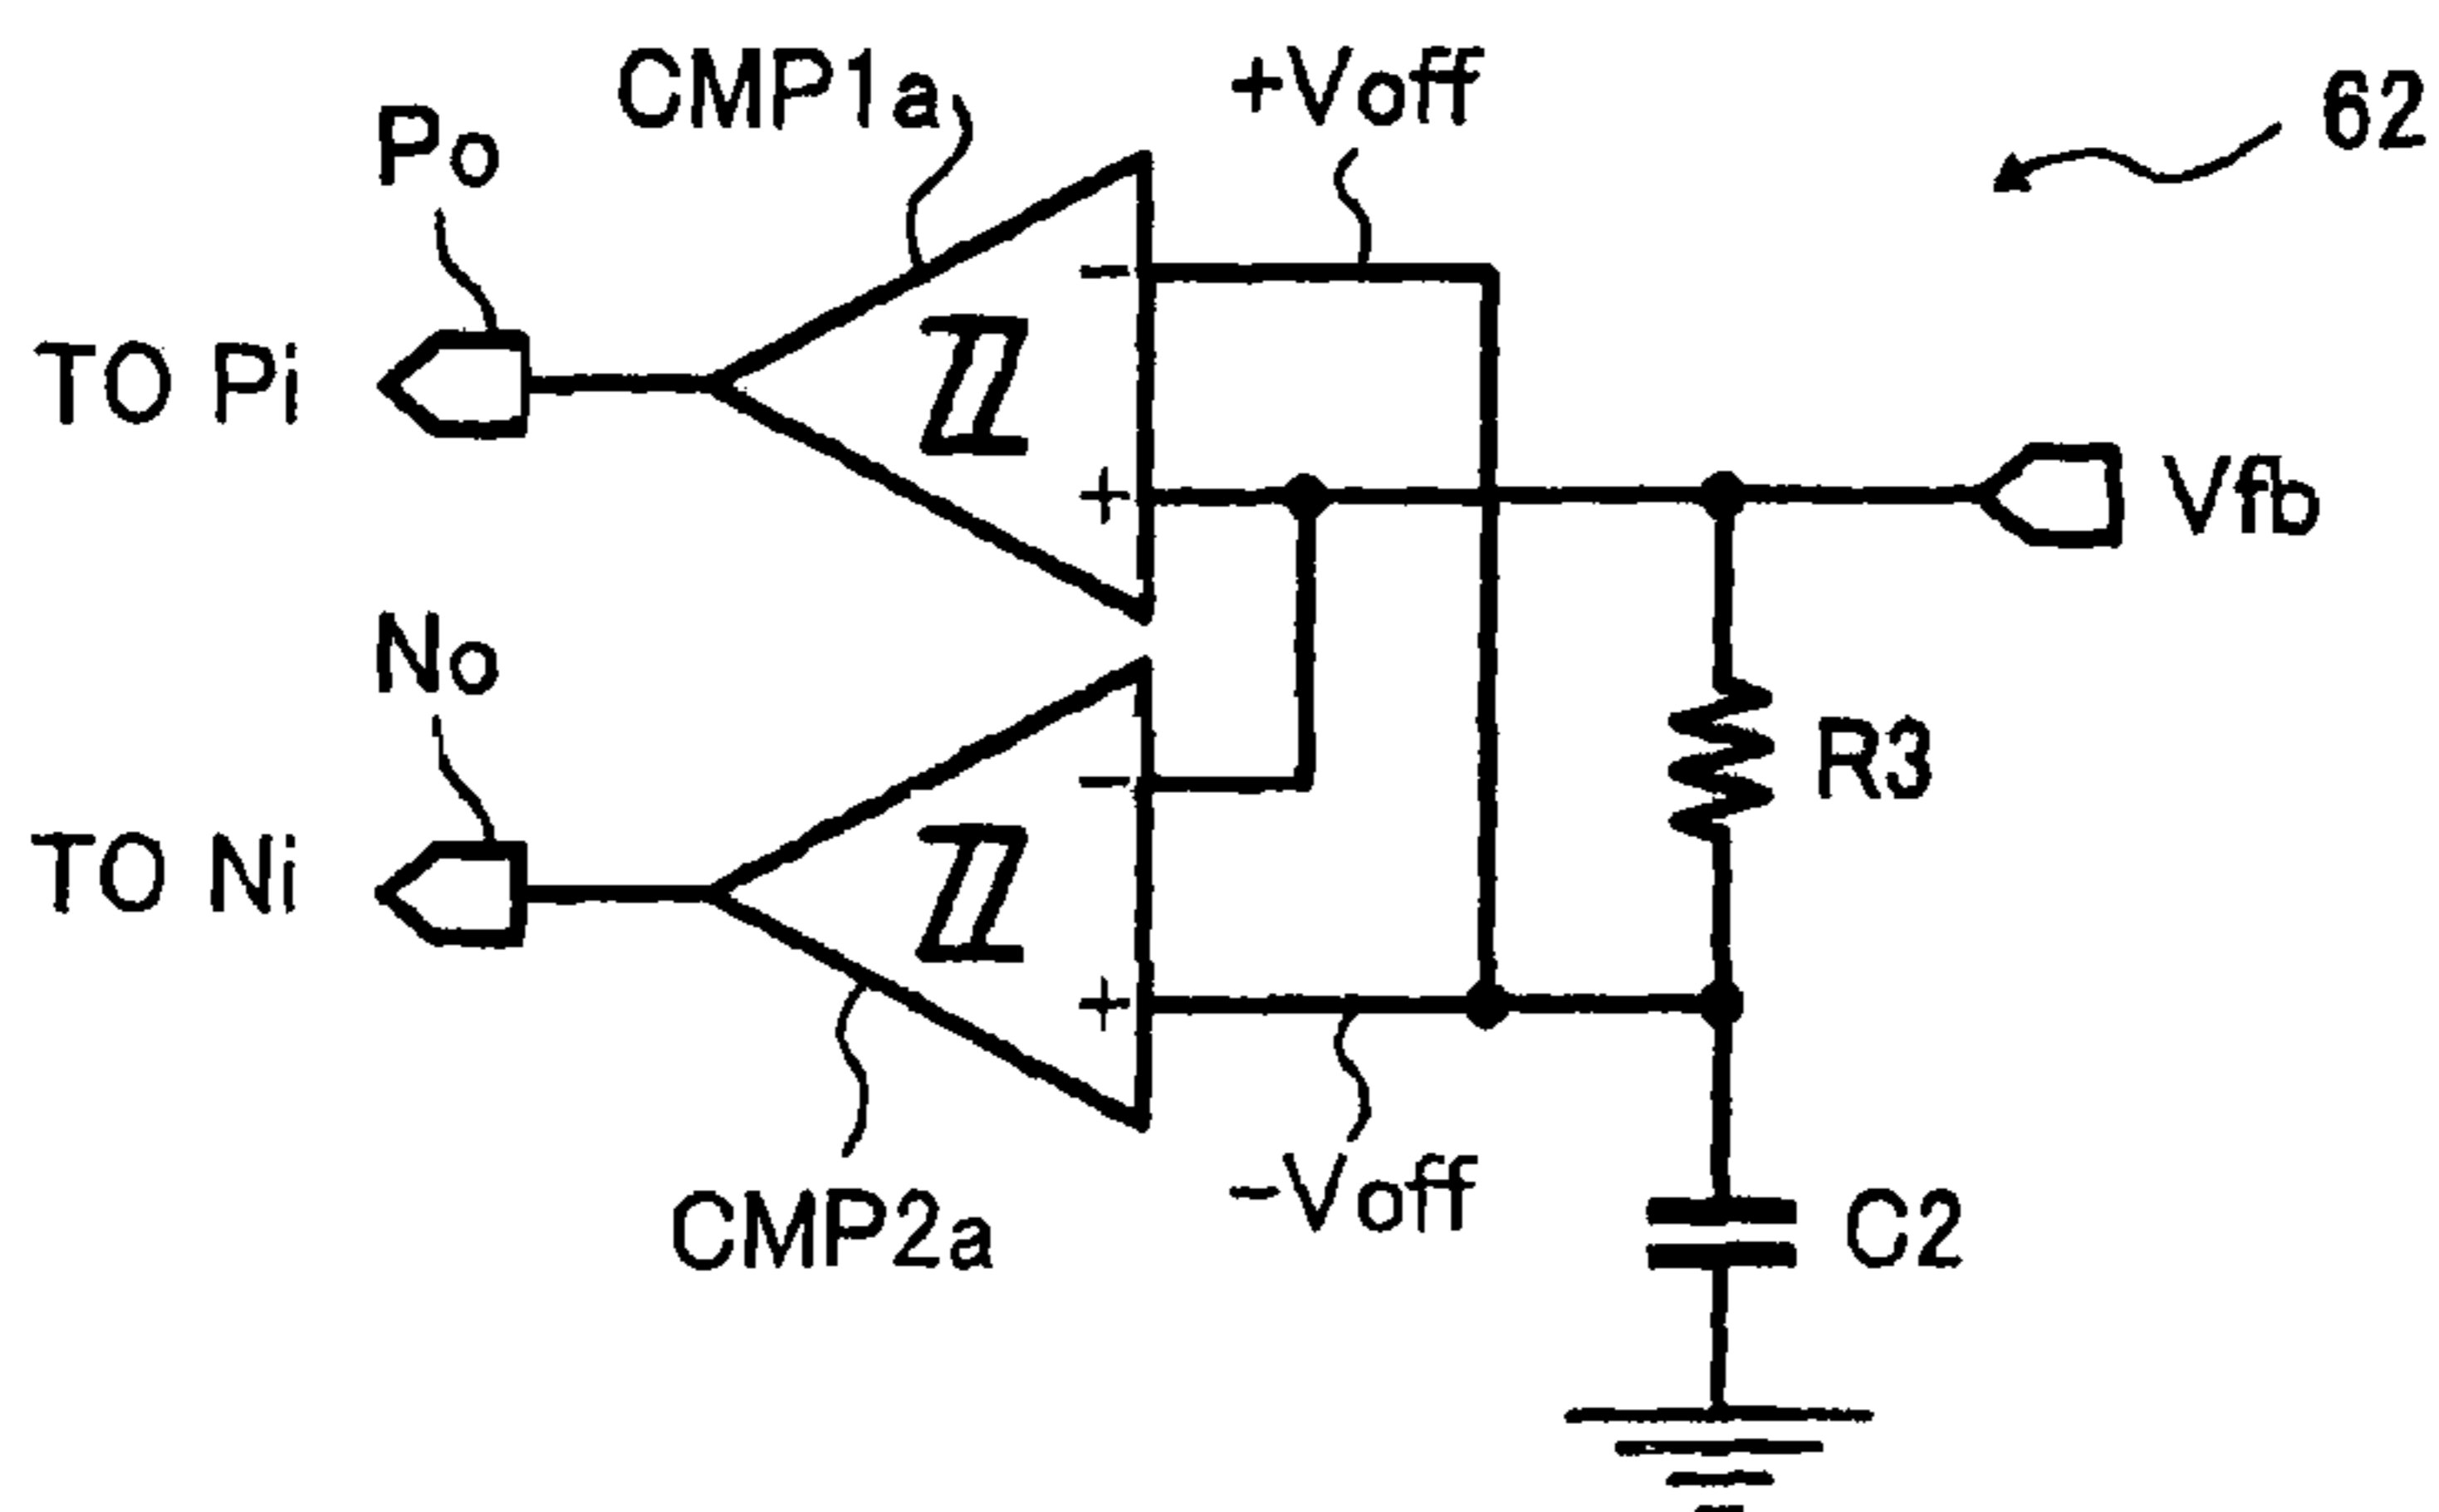 CMP1a
+Voff
62
Po
TO Pi
-
+
Vfb
No
R3
-
TO Ni
+
-Voff
CMP2a
C2